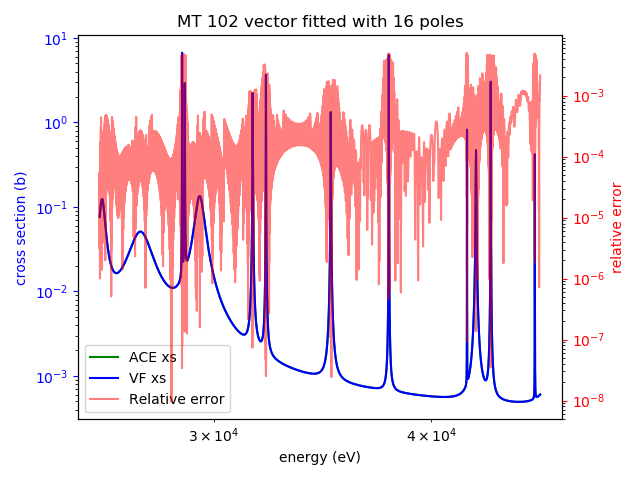 MT 102 vector fitted with 16 poles
cross section (b)
10¹
10⁰
10⁻¹
10⁻²
10⁻³
10⁻³
10⁻⁴
10⁻⁵
10⁻⁶
10⁻⁷
10⁻⁸
relative error
ACE xs
VF xs
Relative error
3 × 10⁴
4 × 10⁴
energy (eV)